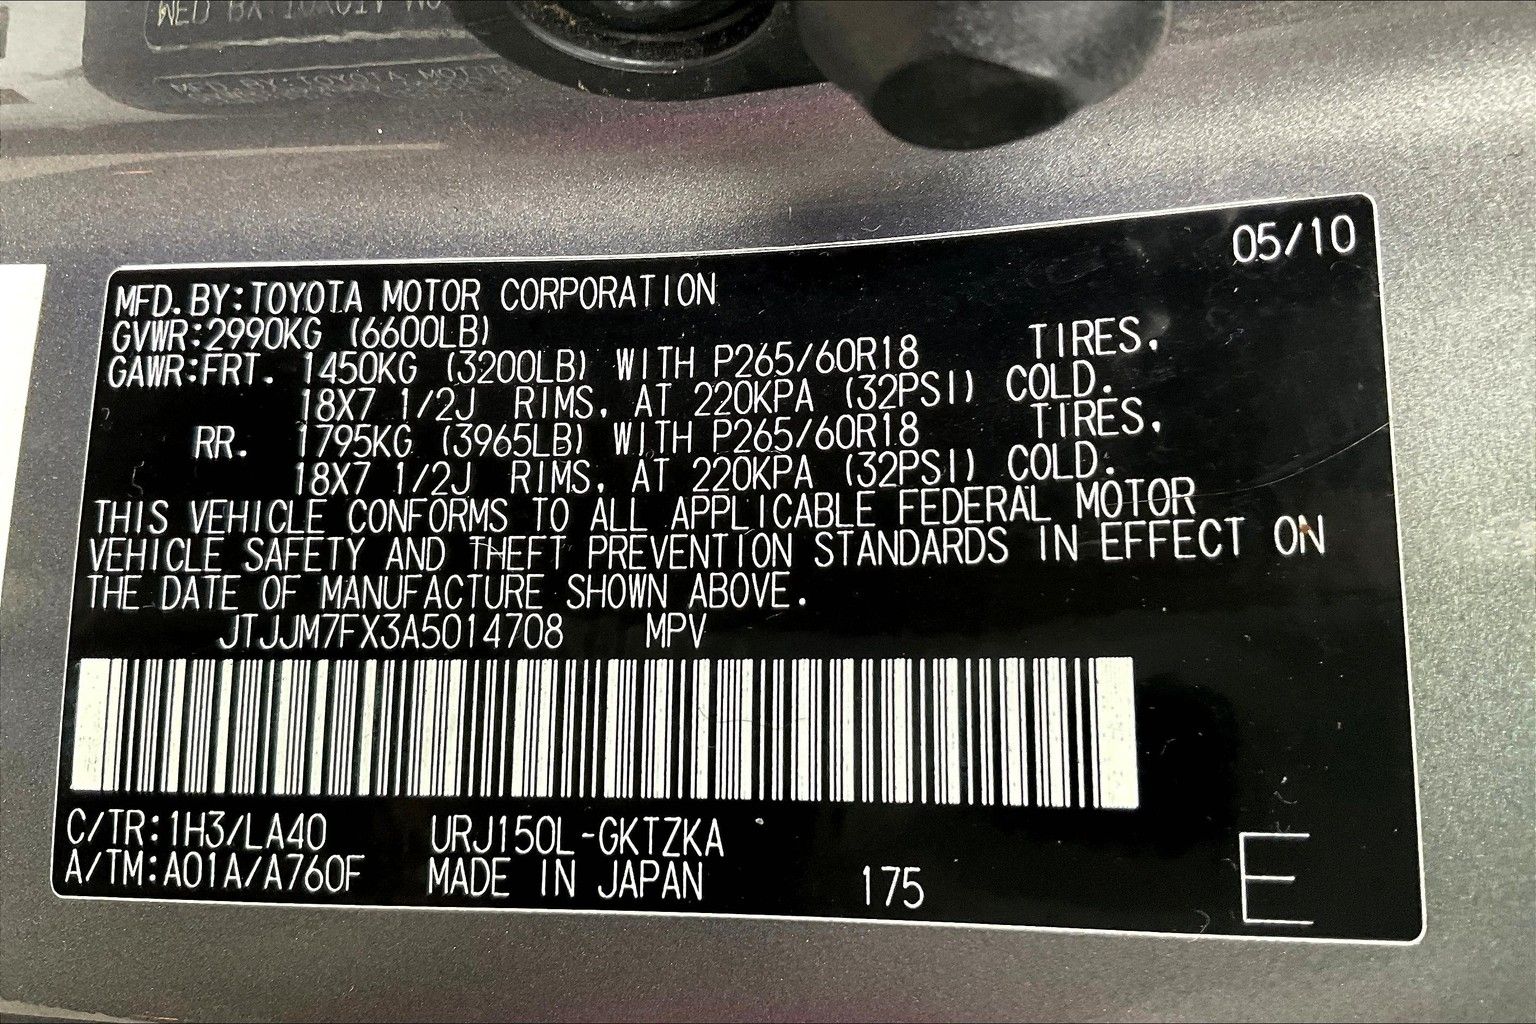 05/10
MFD.BY:TOYOTA MOTOR CORPORATION
GVWR:2990KG (6600LB)
GAWR:FRT. 1450KG (3200LB) WITH P265/60R18 TIRES,
18X7 1/2J RIMS, AT 220KPA (32PSI) COLD.
RR. 1795KG (3965LB) WITH P265/60R18 TIRES,
18X7 1/2J RIMS, AT 220KPA (32PSI) COLD.
THIS VEHICLE CONFORMS TO ALL APPLICABLE FEDERAL MOTOR
VEHICLE SAFETY AND THEFT PREVENTION STANDARDS IN EFFECT ON
THE DATE OF MANUFACTURE SHOWN ABOVE.
JTJJM7FX3A5014708 MPV
C/TR:1H3/LA40 URJ150L-GKTZKA
A/TM:A01A/A760F MADE IN JAPAN 175 E